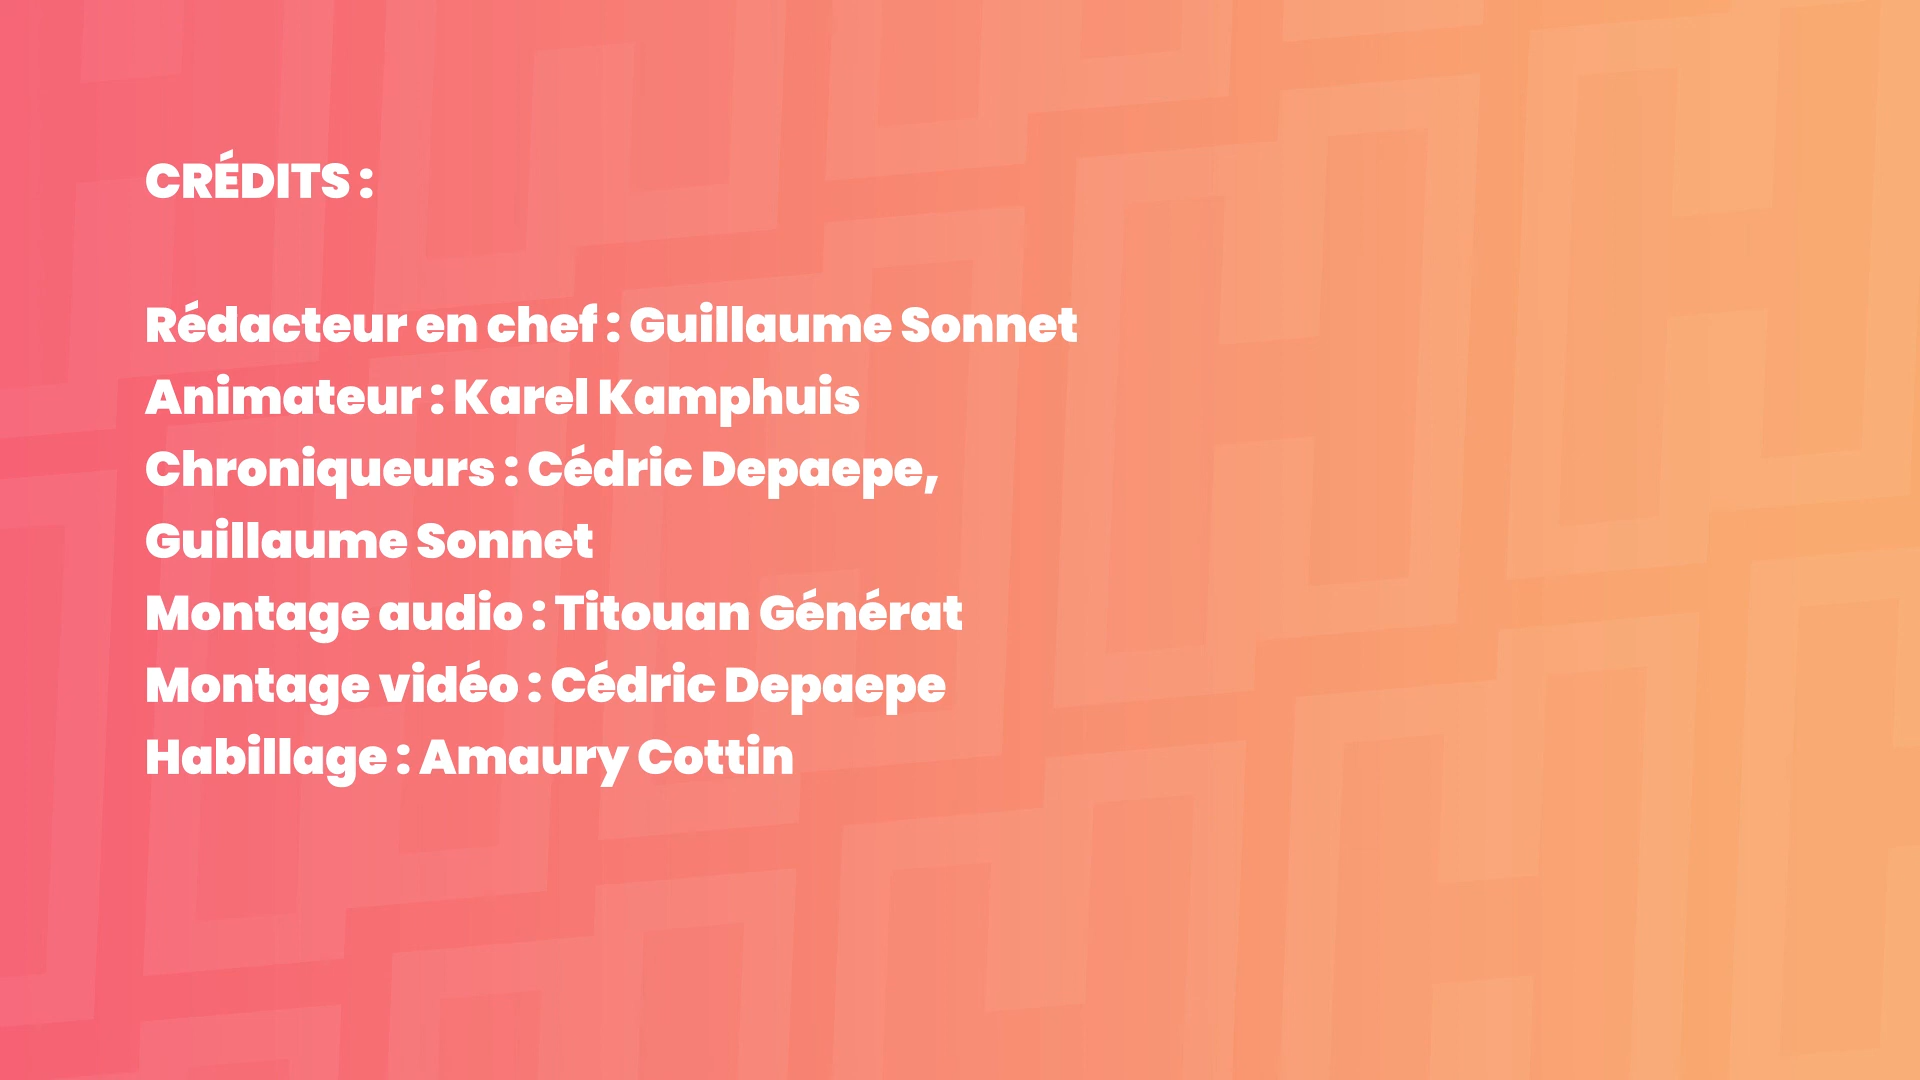 CRÉDITS :
Rédacteur en chef : Guillaume Sonnet
Animateur : Karel Kamphuis
Chroniqueurs : Cédric Depaepe,
Guillaume Sonnet
Montage audio : Titouan Générat
Montage vidéo : Cédric Depaepe
Habillage : Amaury Cottin